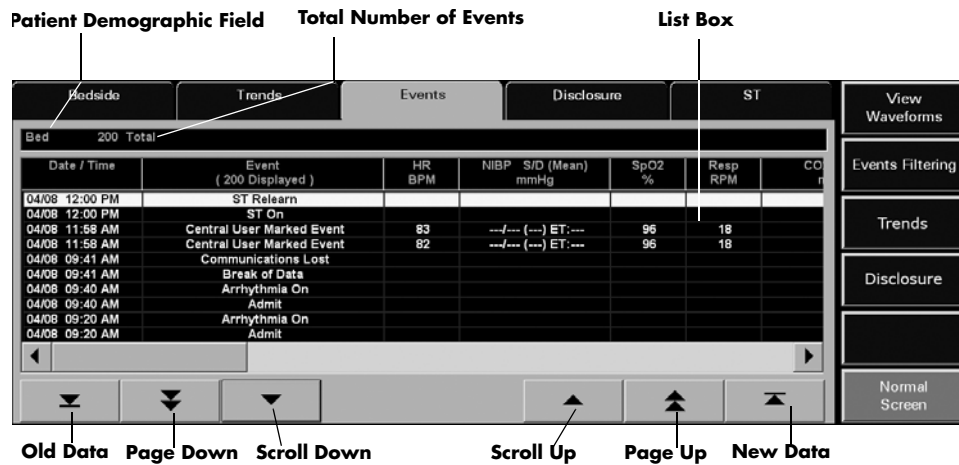 Patient Demographic Field Total Number of Events List Box
Bedside Trends Events Disclosure ST
View Waveforms
Bed 200 Total
Date / Time Event ( 200 Displayed ) HR BPM NIBP S/D (Mean) mmHg SpO2 % Resp RPM
Events Filtering
04/08 12:00 PM ST Relearn
04/08 12:00 PM ST On
04/08 11:58 AM Central User Marked Event 83 ---/--- (---) ET:--- 96 18
04/08 11:58 AM Central User Marked Event 82 ---/--- (---) ET:--- 96 18
04/08 09:41 AM Communications Lost
04/08 09:41 AM Break of Data
04/08 09:40 AM Arrhythmia On
04/08 09:40 AM Admit
04/08 09:20 AM Arrhythmia On
04/08 09:20 AM Admit
Trends
Disclosure
Normal Screen
Old Data Page Down Scroll Down Scroll Up Page Up New Data